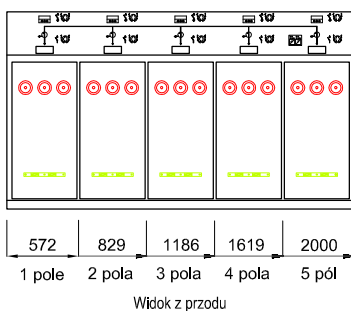 572 829 1186 1619 2000
1 pole 2 pola 3 pola 4 pola 5 pól
Widok z przodu